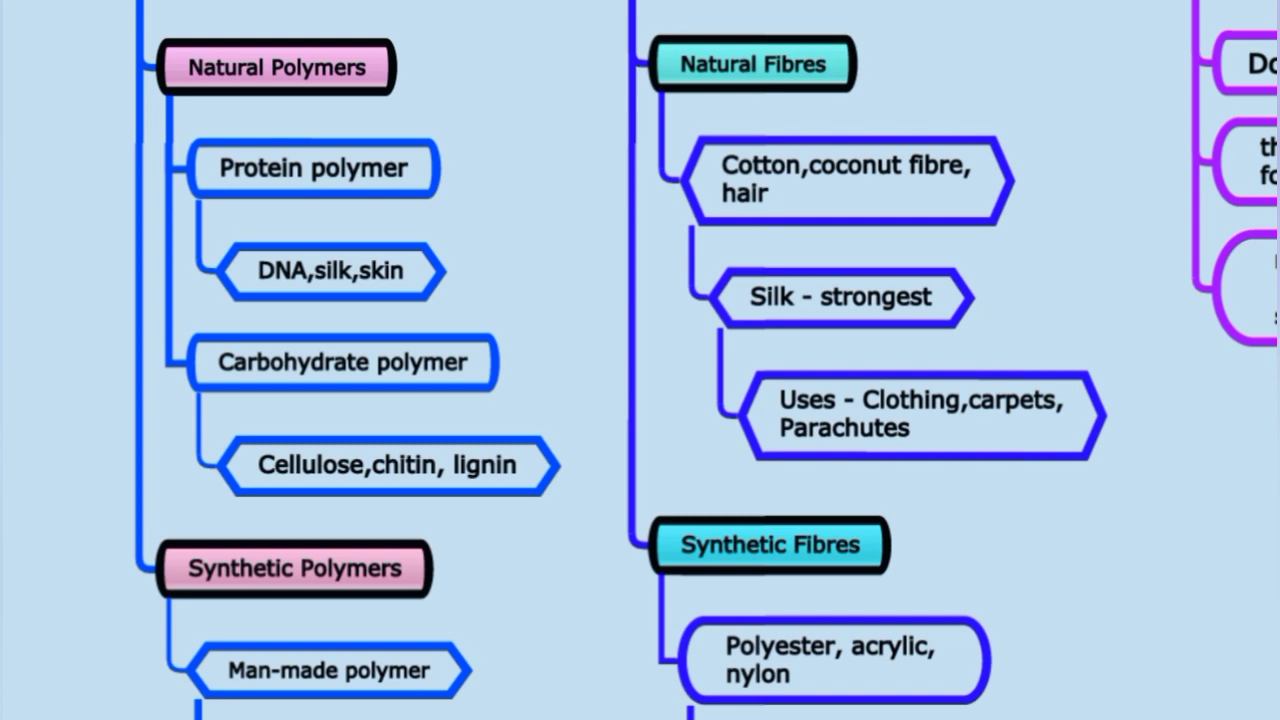 Natural Polymers
Protein polymer
DNA,silk,skin
Carbohydrate polymer
Cellulose,chitin, lignin
Synthetic Polymers
Man-made polymer
Natural Fibres
Cotton,coconut fibre,
hair
Silk - strongest
Uses - Clothing,carpets,
Parachutes
Synthetic Fibres
Polyester, acrylic,
nylon